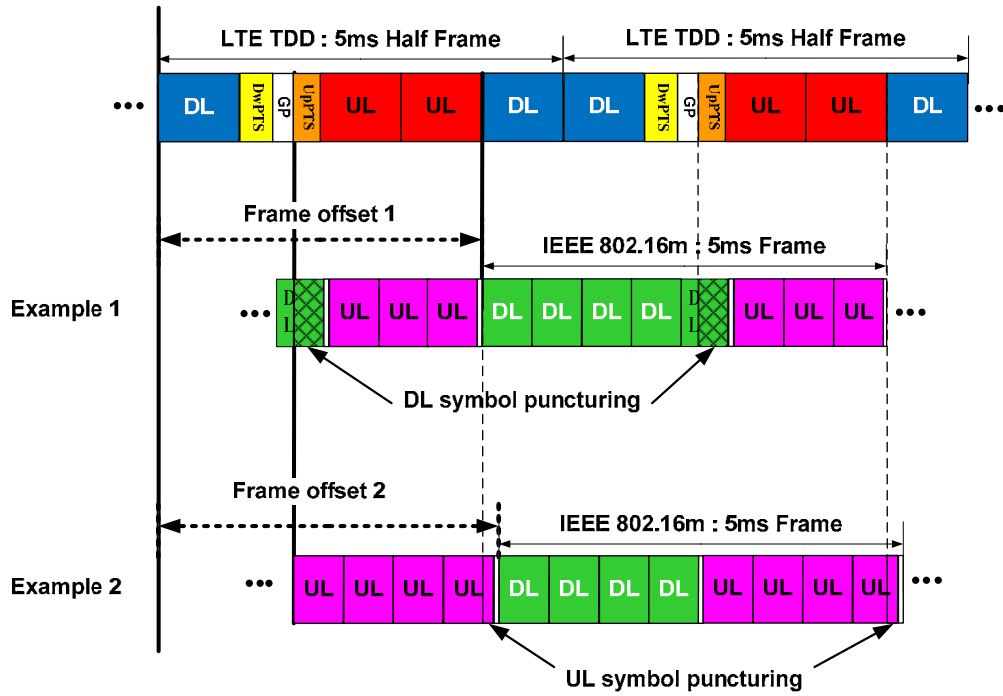 LTE TDD : 5ms Half Frame LTE TDD : 5ms Half Frame
••• DL DwPTS GP UpPTS UL UL DL DL DwPTS GP UpPTS UL UL DL •••
Frame offset 1
IEEE 802.16m : 5ms Frame
Example 1 ••• DL UL UL UL DL DL DL DL DL UL UL UL •••
DL symbol puncturing
Frame offset 2
IEEE 802.16m : 5ms Frame
Example 2 ••• UL UL UL UL DL DL DL DL UL UL UL UL •••
UL symbol puncturing